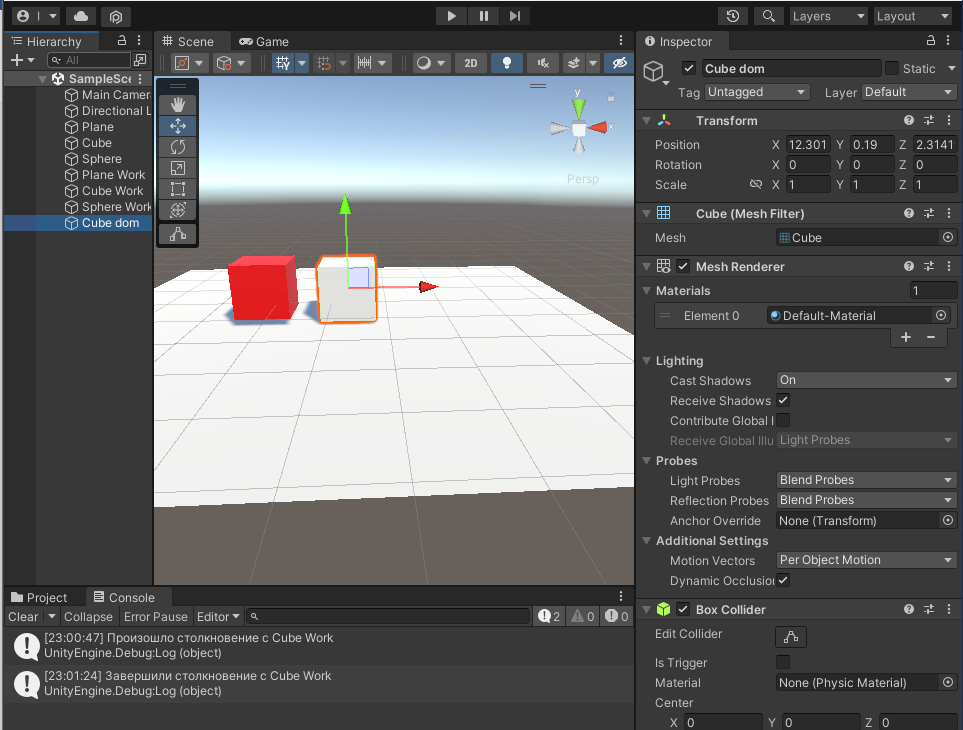 Layers
Layout
Hierarchy
All
SampleSce
Main Camera
Directional L
Plane
Cube
Sphere
Plane Work
Cube Work
Sphere Work
Cube dom
Scene
Game
2D
y
x
Persp
Inspector
Cube dom
Static
Tag Untagged
Layer Default
Transform
Position X 12.301 Y 0.19 Z 2.3141
Rotation X 0 Y 0 Z 0
Scale X 1 Y 1 Z 1
Cube (Mesh Filter)
Mesh Cube
Mesh Renderer
Materials 1
Element 0 Default-Material
+ −
Lighting
Cast Shadows On
Receive Shadows
Contribute Global I
Receive Global Illu Light Probes
Probes
Light Probes Blend Probes
Reflection Probes Blend Probes
Anchor Override None (Transform)
Additional Settings
Motion Vectors Per Object Motion
Dynamic Occlusion
Box Collider
Edit Collider
Is Trigger
Material None (Physic Material)
Center
X 0 Y 0 Z 0
Project
Console
Clear Collapse Error Pause Editor 2 0 0
[23:00:47] Произошло столкновение с Cube Work
UnityEngine.Debug:Log (object)
[23:01:24] Завершили столкновение с Cube Work
UnityEngine.Debug:Log (object)